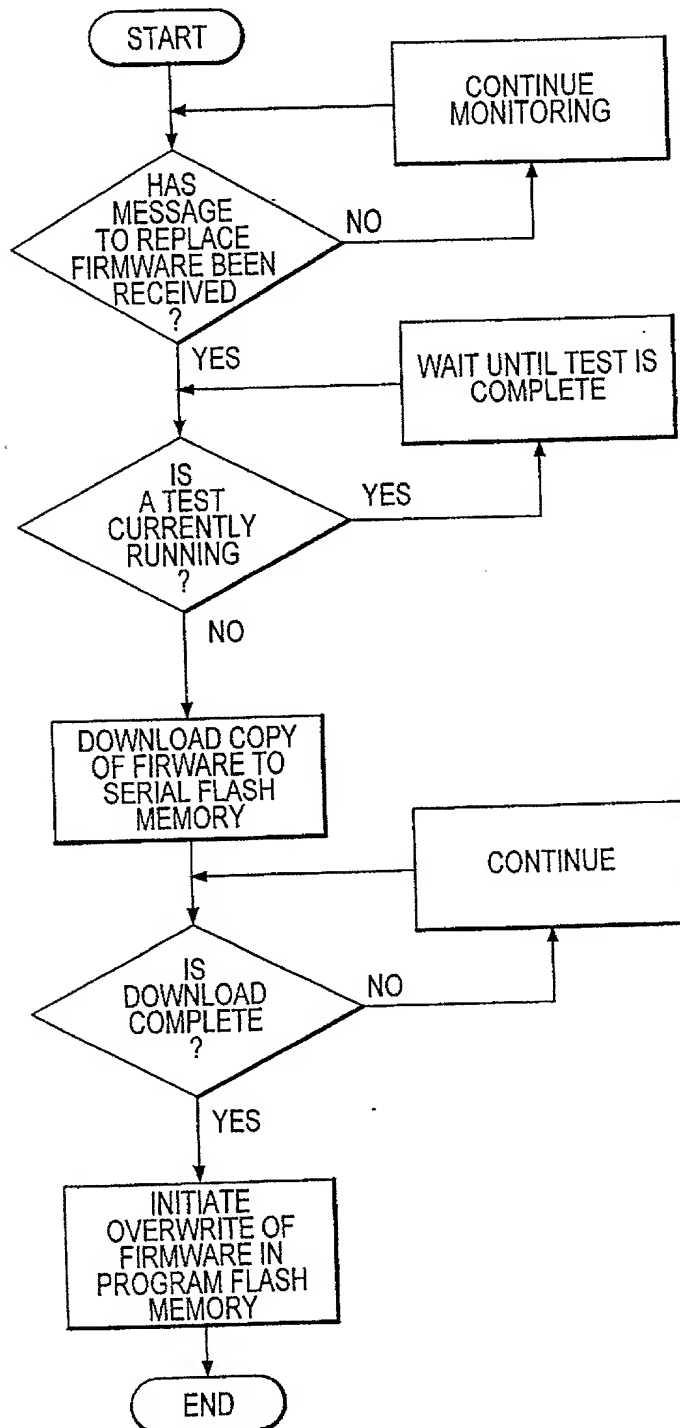 START
CONTINUE
MONITORING
HAS
MESSAGE
TO REPLACE
FIRMWARE BEEN
RECEIVED
?
NO
YES
WAIT UNTIL TEST IS
COMPLETE
IS
A TEST
CURRENTLY
RUNNING
?
YES
NO
DOWNLOAD COPY
OF FIRWARE TO
SERIAL FLASH
MEMORY
CONTINUE
IS
DOWNLOAD
COMPLETE
?
NO
YES
INITIATE
OVERWRITE OF
FIRMWARE IN
PROGRAM FLASH
MEMORY
END